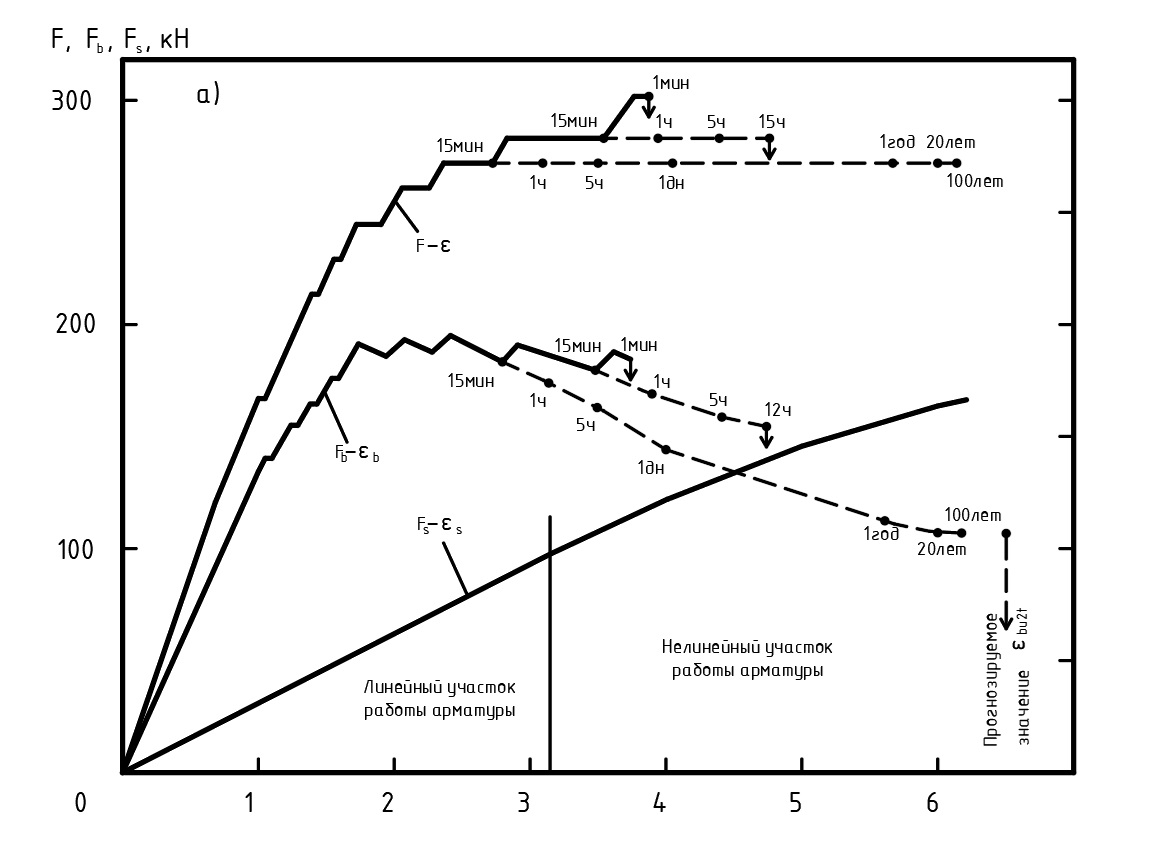 F, F_b, F_s, кН
а)
300
200
100
0 1 2 3 4 5 6
1мин
15мин 1ч 5ч 15ч
15мин 1год 20лет
1ч 5ч 1дн 100лет
F-ε
15мин 1мин
15мин 1ч
1ч 5ч 12ч
5ч
1дн
F_b-ε_b
F_s-ε_s
100лет
1год
20лет
Нелинейный участок
работы арматуры
Линейный участок
работы арматуры
Прогнозируемое
значение ε bu2t